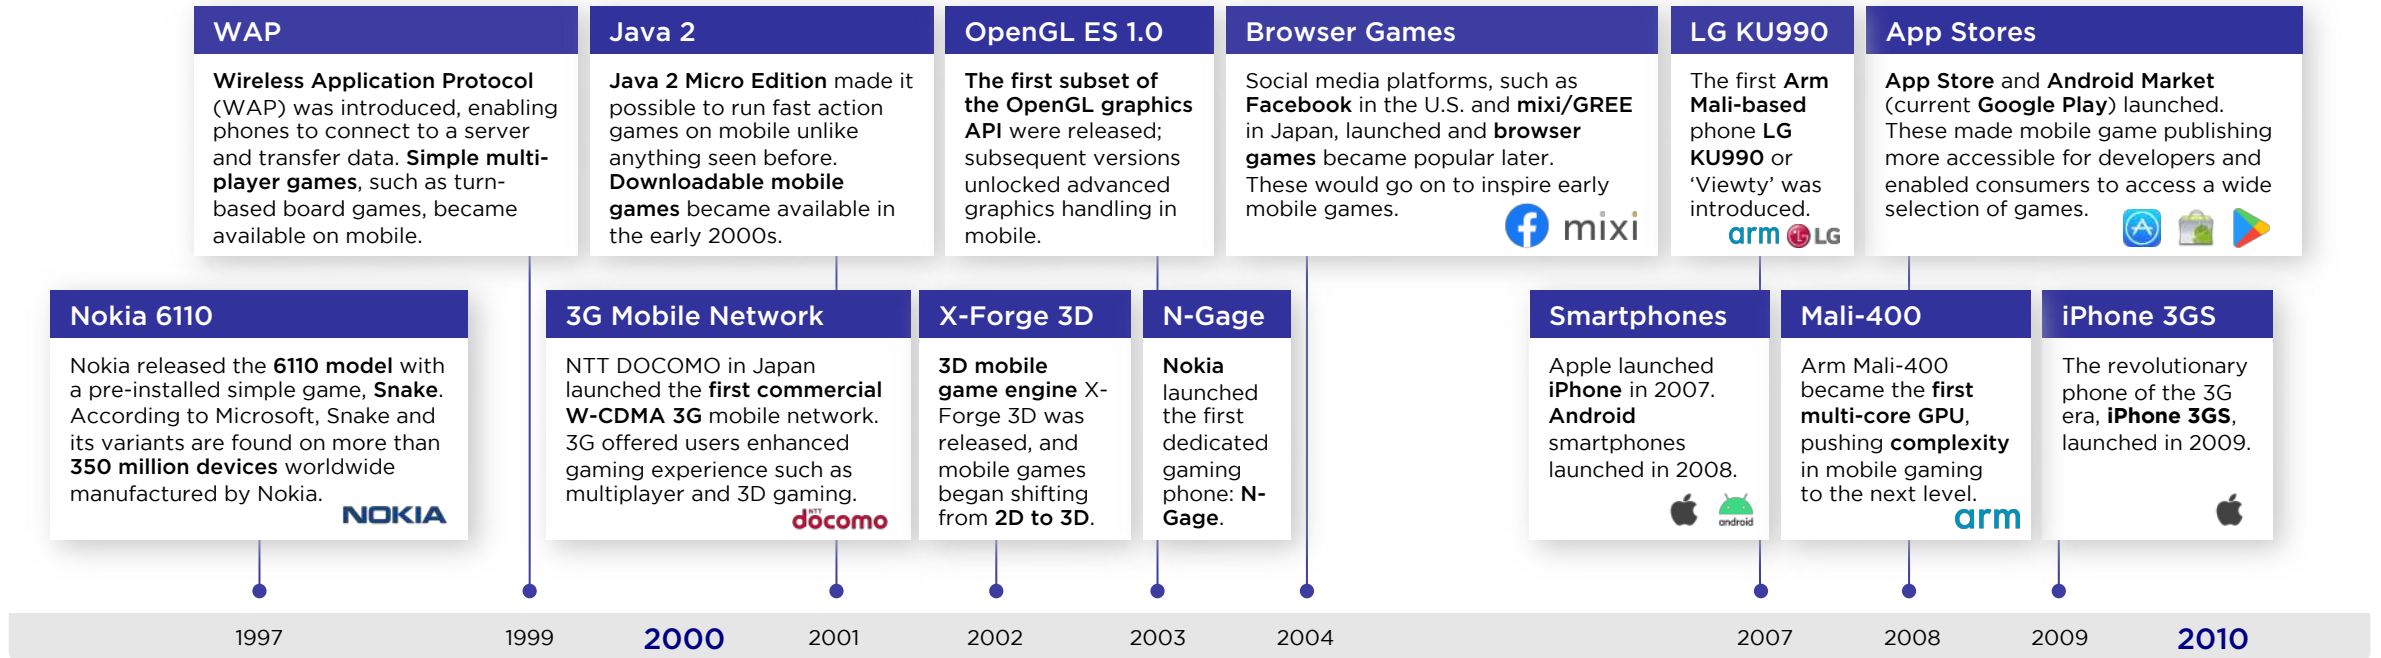 WAP
Wireless Application Protocol
(WAP) was introduced, enabling
phones to connect to a server
and transfer data. Simple multi-
player games, such as turn-
based board games, became
available on mobile.
Java 2
Java 2 Micro Edition made it
possible to run fast action
games on mobile unlike
anything seen before.
Downloadable mobile
games became available in
the early 2000s.
OpenGL ES 1.0
The first subset of
the OpenGL graphics
API were released;
subsequent versions
unlocked advanced
graphics handling in
mobile.
Browser Games
Social media platforms, such as
Facebook in the U.S. and mixi/GREE
in Japan, launched and browser
games became popular later.
These would go on to inspire early
mobile games.
mixi
LG KU990
The first Arm
Mali-based
phone LG
KU990 or
‘Viewty’ was
introduced.
arm LG
App Stores
App Store and Android Market
(current Google Play) launched.
These made mobile game publishing
more accessible for developers and
enabled consumers to access a wide
selection of games.
Nokia 6110
Nokia released the 6110 model with
a pre-installed simple game, Snake.
According to Microsoft, Snake and
its variants are found on more than
350 million devices worldwide
manufactured by Nokia.
NOKIA
3G Mobile Network
NTT DOCOMO in Japan
launched the first commercial
W-CDMA 3G mobile network.
3G offered users enhanced
gaming experience such as
multiplayer and 3D gaming.
NTT
döcomo
X-Forge 3D
3D mobile
game engine X-
Forge 3D was
released, and
mobile games
began shifting
from 2D to 3D.
N-Gage
Nokia
launched
the first
dedicated
gaming
phone: N-
Gage.
Smartphones
Apple launched
iPhone in 2007.
Android
smartphones
launched in 2008.
android
Mali-400
Arm Mali-400
became the first
multi-core GPU,
pushing complexity
in mobile gaming
to the next level.
arm
iPhone 3GS
The revolutionary
phone of the 3G
era, iPhone 3GS,
launched in 2009.
1997 1999 2000 2001 2002 2003 2004 2007 2008 2009 2010